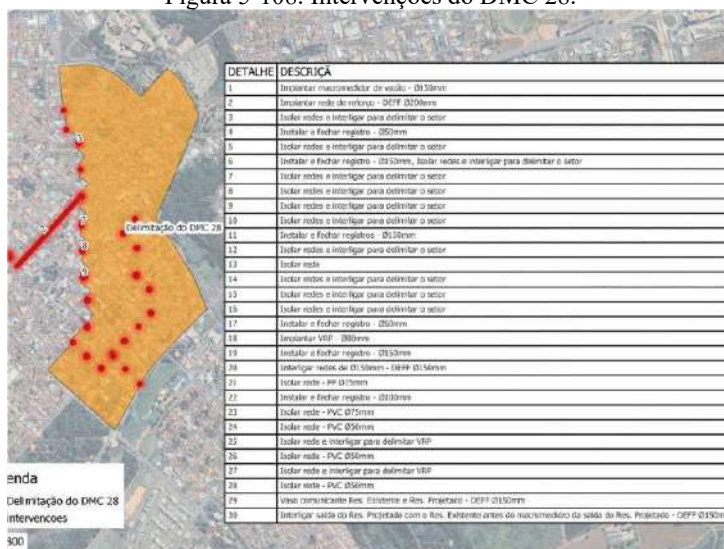 Figura 5-108: Intervenções do DMC 28.
DETALHE DESCRIÇÃ
1 Implantar macromedidor de vazão - Ø150mm
2 Implantar rede de reforço - DEFF Ø200mm
3 Isolar redes e interligar para delimitar o setor
4 Instalar e fechar registro - Ø50mm
5 Isolar redes e interligar para delimitar o setor
6 Instalar e fechar registro - Ø150mm, Isolar redes e interligar para delimitar o setor
7 Isolar redes e interligar para delimitar o setor
8 Isolar redes e interligar para delimitar o setor
9 Isolar redes e interligar para delimitar o setor
10 Isolar redes e interligar para delimitar o setor
11 Instalar e fechar registros - Ø150mm
12 Isolar redes e interligar para delimitar o setor
13 Isolar rede
14 Isolar redes e interligar para delimitar o setor
15 Isolar redes e interligar para delimitar o setor
16 Isolar redes e interligar para delimitar o setor
17 Instalar e fechar registro - Ø50mm
18 Implantar VRP - Ø80mm
19 Instalar e fechar registro - Ø150mm
20 Interligar redes de Ø150mm - DEFF Ø150mm
21 Isolar rede - FF Ø75mm
22 Instalar e fechar registro - Ø100mm
23 Isolar rede - PVC Ø75mm
24 Isolar rede - PVC Ø50mm
25 Isolar rede e interligar para delimitar VRP
26 Isolar rede - PVC Ø50mm
27 Isolar rede e interligar para delimitar VRP
28 Isolar rede - PVC Ø50mm
29 Vaso comunicante Res. Existente e Res. Projetado - DEFF Ø150mm
30 Interligar saída do Res. Projetado com o Res. Existente antes do macromedidor da saída do Res. Projetado - DEFF Ø150m
Delimitação do DMC 28
enda
Delimitação do DMC 28
intervencoes
300